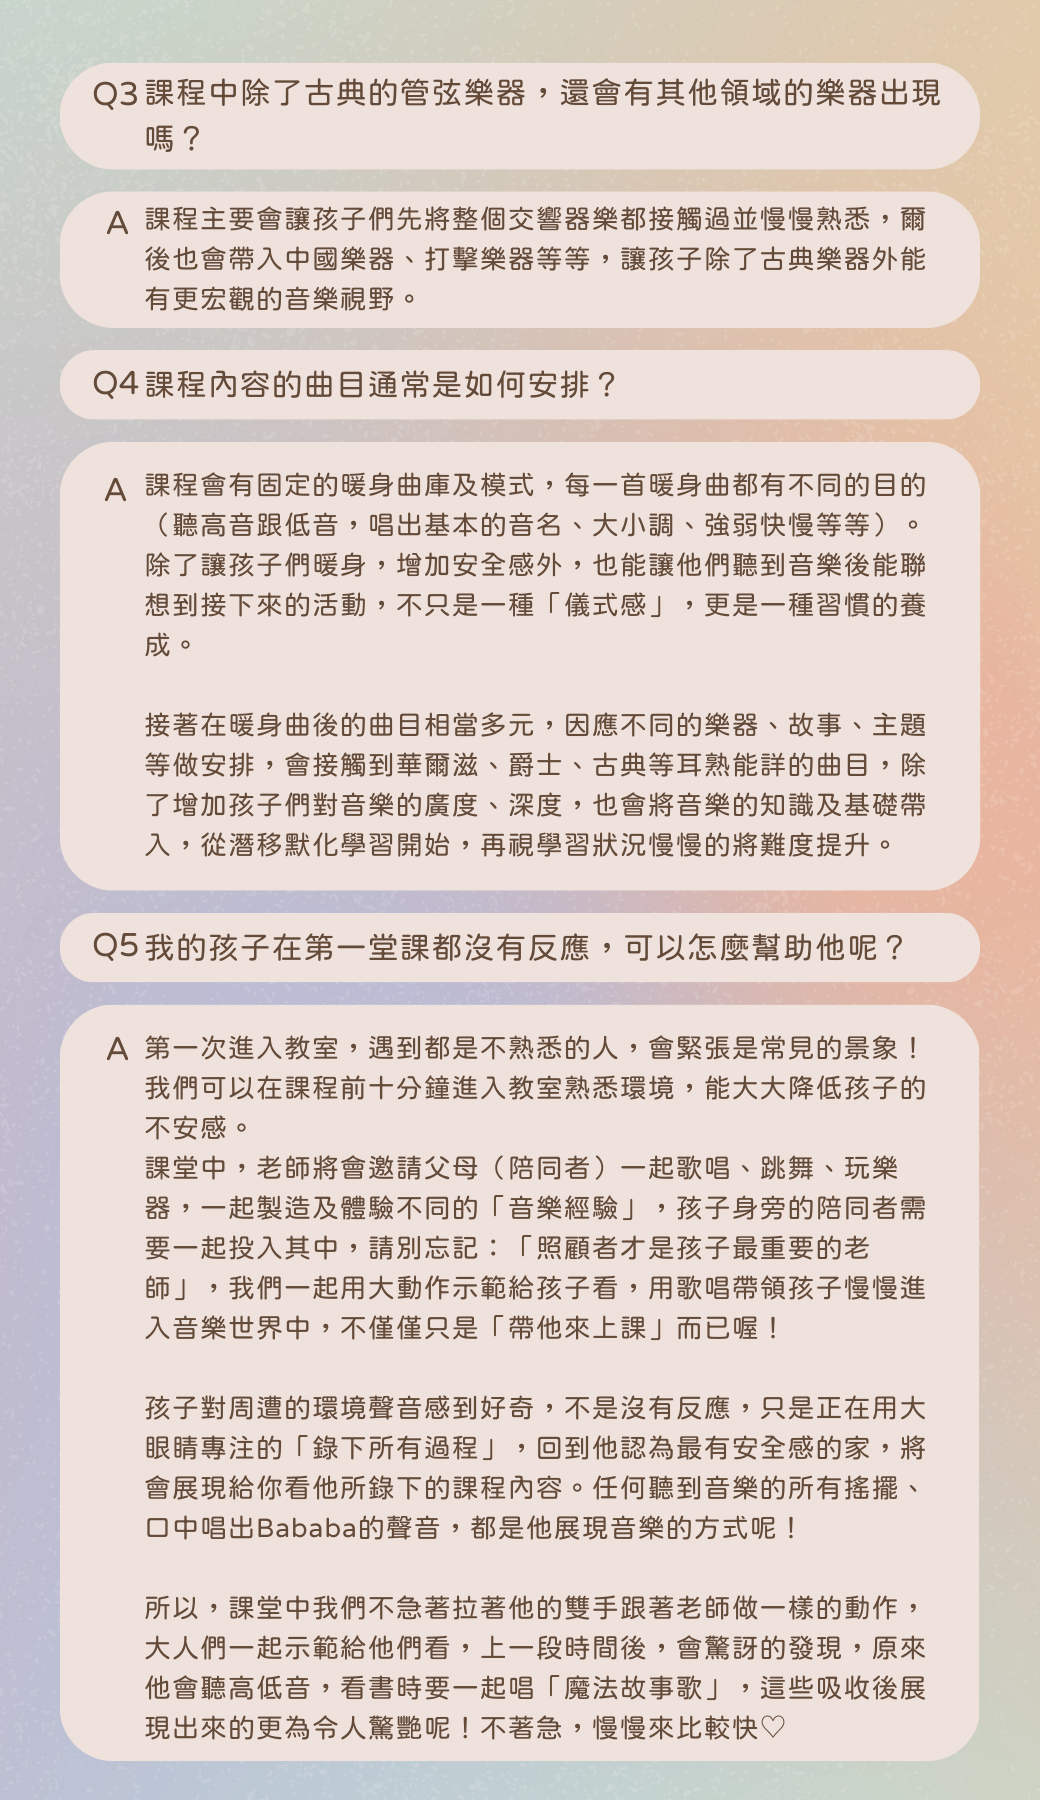 Q3 課程中除了古典的管弦樂器，還會有其他領域的樂器出現
嗎？
A 課程主要會讓孩子們先將整個交響器樂都接觸過並慢慢熟悉，爾
後也會帶入中國樂器、打擊樂器等等，讓孩子除了古典樂器外能
有更宏觀的音樂視野。
Q4 課程內容的曲目通常是如何安排？
A 課程會有固定的暖身曲庫及模式，每一首暖身曲都有不同的目的
（聽高音跟低音，唱出基本的音名、大小調、強弱快慢等等）。
除了讓孩子們暖身，增加安全感外，也能讓他們聽到音樂後能聯
想到接下來的活動，不只是一種「儀式感」，更是一種習慣的養
成。
接著在暖身曲後的曲目相當多元，因應不同的樂器、故事、主題
等做安排，會接觸到華爾滋、爵士、古典等耳熟能詳的曲目，除
了增加孩子們對音樂的廣度、深度，也會將音樂的知識及基礎帶
入，從潛移默化學習開始，再視學習狀況慢慢的將難度提升。
Q5 我的孩子在第一堂課都沒有反應，可以怎麼幫助他呢？
A 第一次進入教室，遇到都是不熟悉的人，會緊張是常見的景象！
我們可以在課程前十分鐘進入教室熟悉環境，能大大降低孩子的
不安感。
課堂中，老師將會邀請父母（陪同者）一起歌唱、跳舞、玩樂
器，一起製造及體驗不同的「音樂經驗」，孩子身旁的陪同者需
要一起投入其中，請別忘記：「照顧者才是孩子最重要的老
師」，我們一起用大動作示範給孩子看，用歌唱帶領孩子慢慢進
入音樂世界中，不僅僅只是「帶他來上課」而已喔！
孩子對周遭的環境聲音感到好奇，不是沒有反應，只是正在用大
眼睛專注的「錄下所有過程」，回到他認為最有安全感的家，將
會展現給你看他所錄下的課程內容。任何聽到音樂的所有搖擺、
口中唱出Bababa的聲音，都是他展現音樂的方式呢！
所以，課堂中我們不急著拉著他的雙手跟著老師做一樣的動作，
大人們一起示範給他們看，上一段時間後，會驚訝的發現，原來
他會聽高低音，看書時要一起唱「魔法故事歌」，這些吸收後展
現出來的更為令人驚艷呢！不著急，慢慢來比較快♡